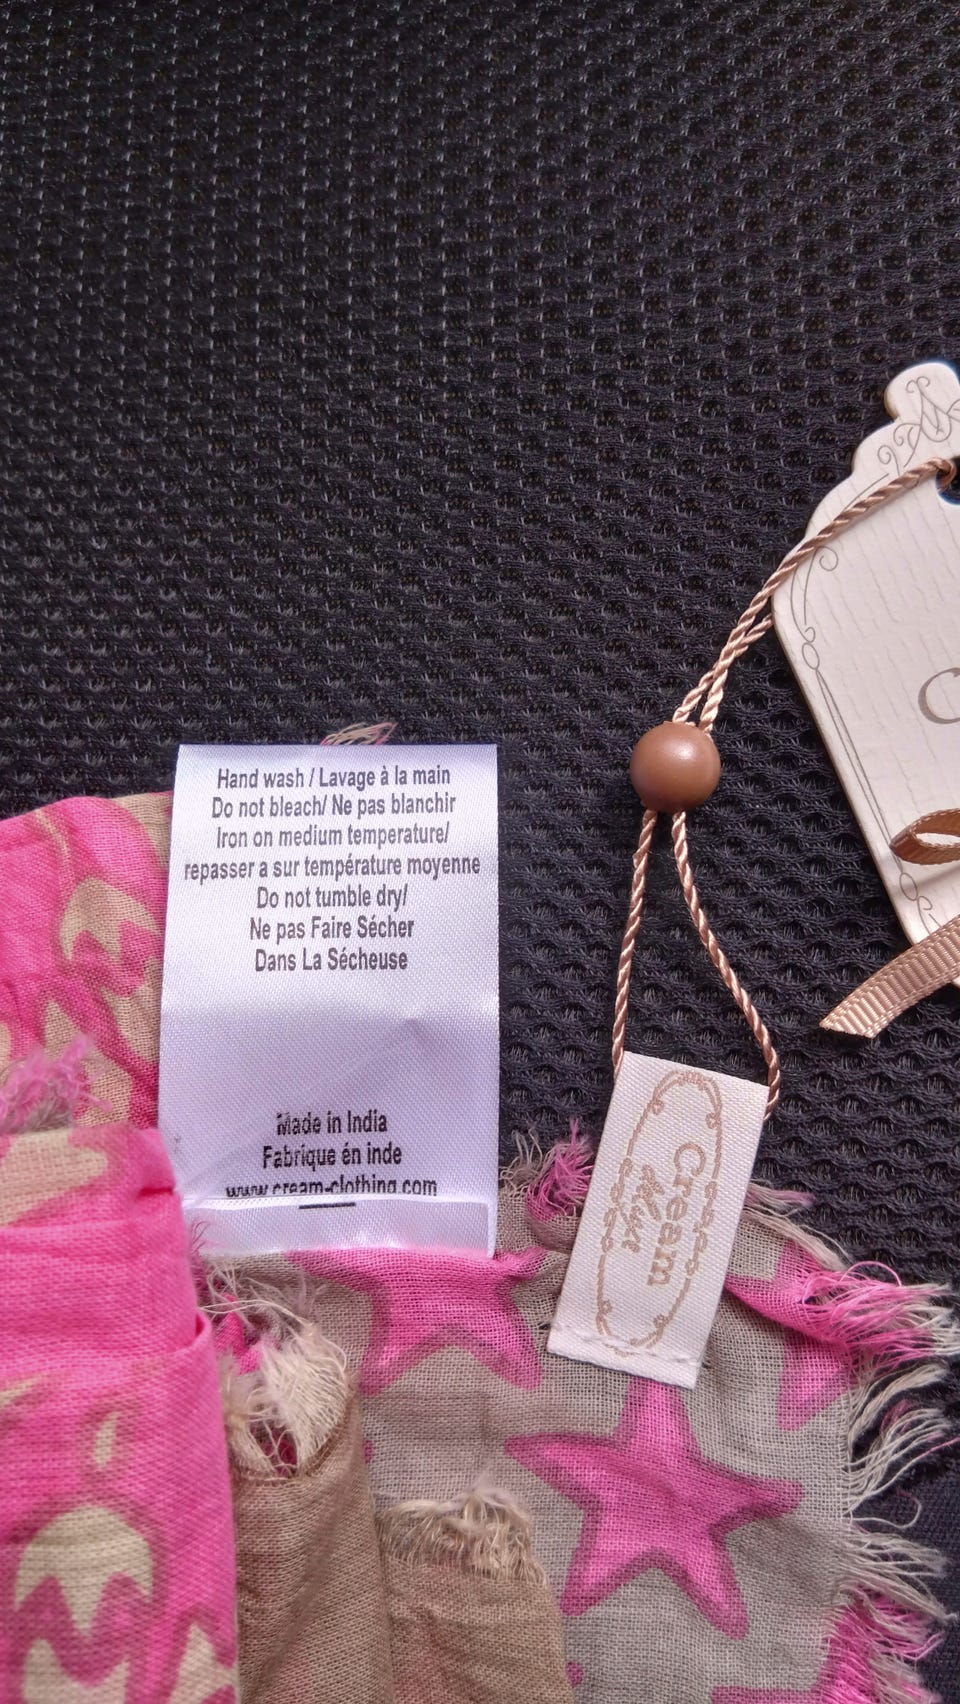 Hand wash / Lavage à la main
Do not bleach/ Ne pas blanchir
Iron on medium temperature/
repasser a sur température moyenne
Do not tumble dry/
Ne pas Faire Sécher
Dans La Sécheuse
Made in India
Fabrique én inde
www.cream-clothing.com
Cream
C